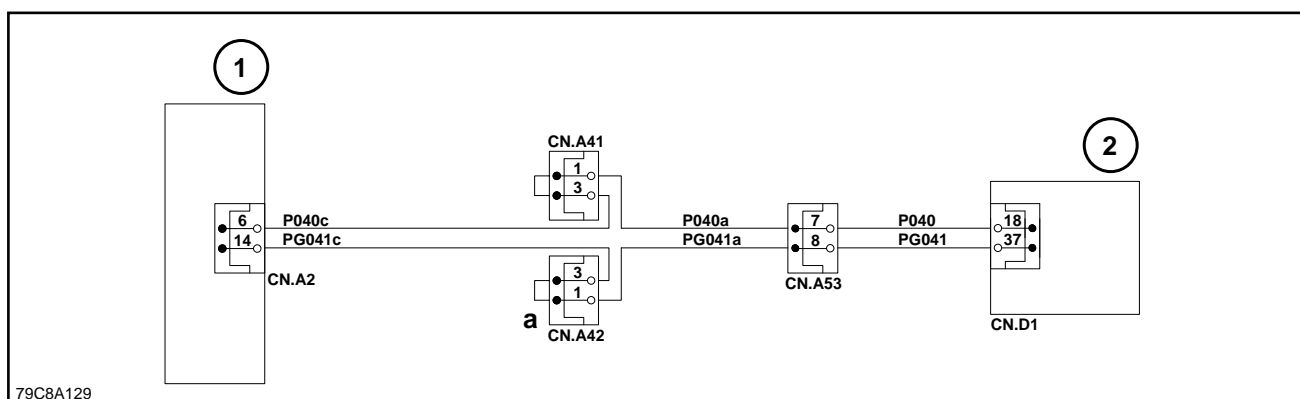 1
CN.A41
2
1
3
6 P040c P040a 7 P040 18
14 PG041c PG041a 8 PG041 37
CN.A2
3
CN.A53
1
a
CN.D1
CN.A42
79C8A129